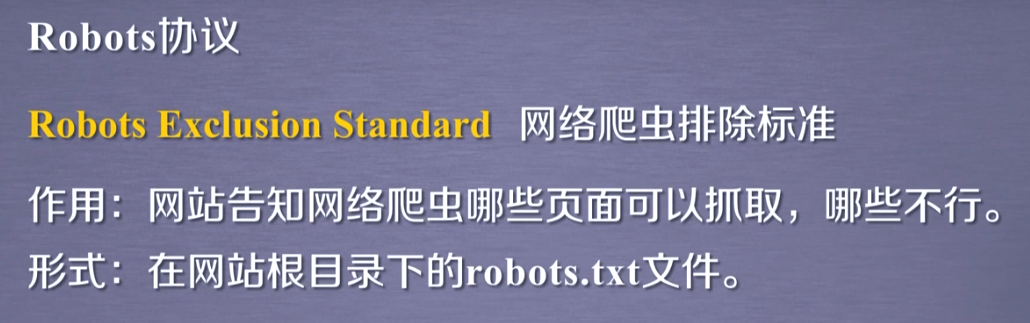 Robots协议
Robots Exclusion Standard 网络爬虫排除标准
作用：网站告知网络爬虫哪些页面可以抓取，哪些不行。
形式：在网站根目录下的robots.txt文件。